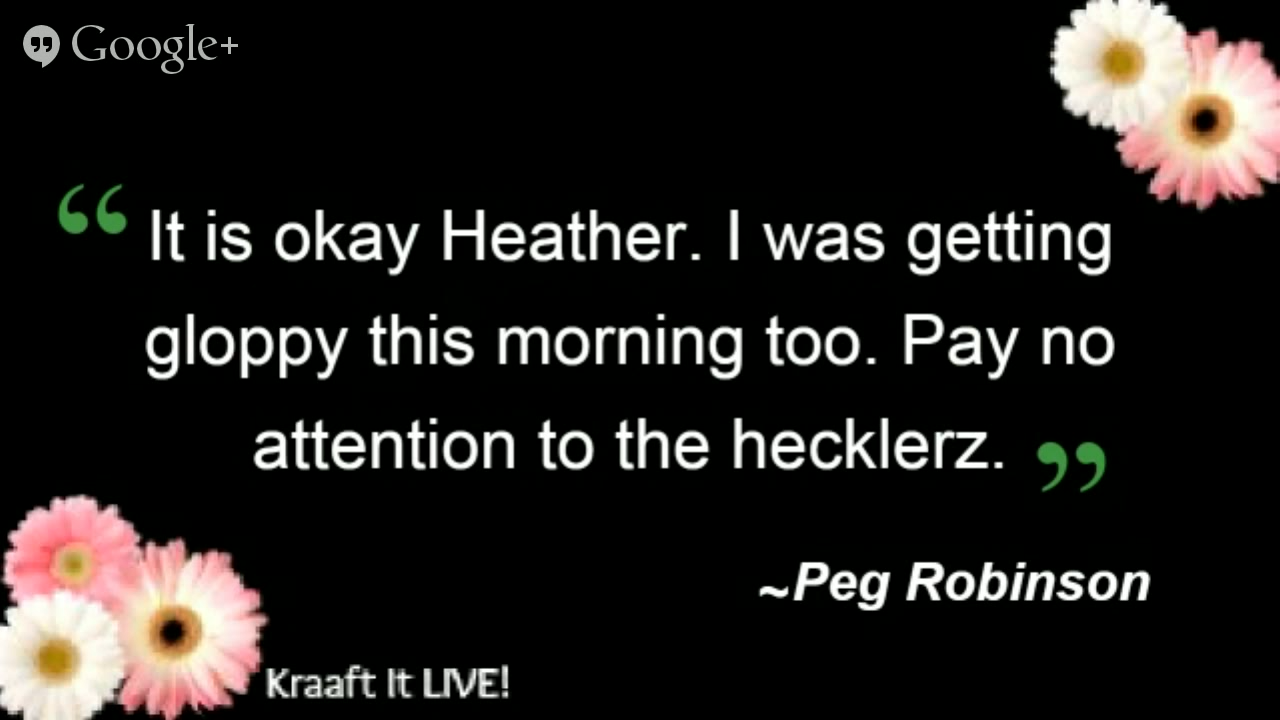 Google+
“ It is okay Heather. I was getting
gloppy this morning too. Pay no
attention to the hecklerz. ”
~Peg Robinson
Kraaft It LIVE!